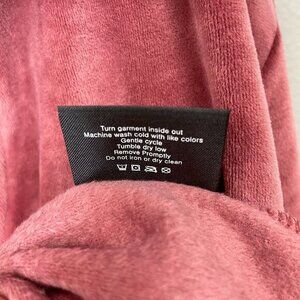 Turn garment inside out
Machine wash cold with like colors
Gentle cycle
Tumble dry low
Remove Promptly
Do not iron or dry clean